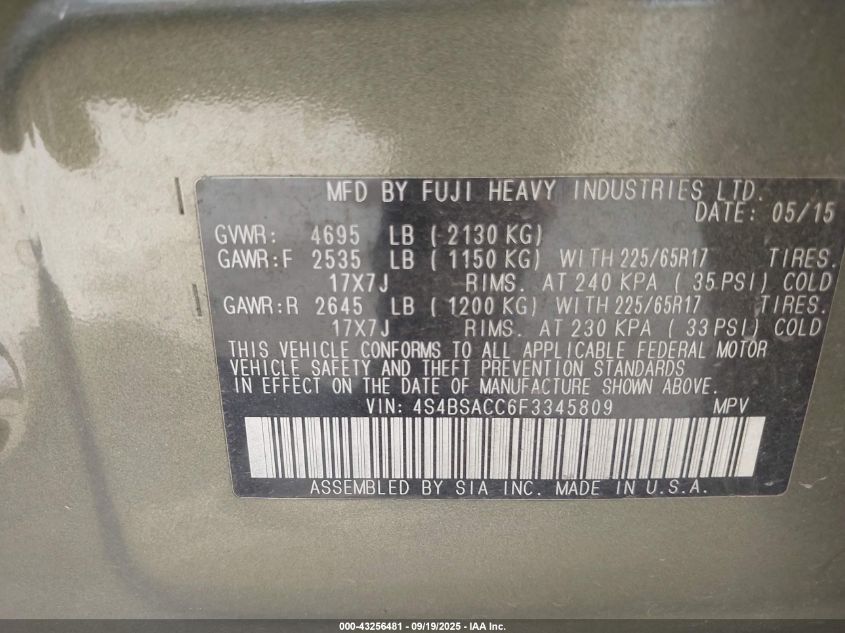 MFD BY FUJI HEAVY INDUSTRIES LTD.
DATE: 05/15
GVWR: 4695 LB ( 2130 KG)
GAWR:F 2535 LB ( 1150 KG) WITH 225/65R17 TIRES.
17X7J RIMS. AT 240 KPA ( 35 PSI) COLD
GAWR:R 2645 LB ( 1200 KG) WITH 225/65R17 TIRES.
17X7J RIMS. AT 230 KPA ( 33 PSI) COLD
THIS VEHICLE CONFORMS TO ALL APPLICABLE FEDERAL MOTOR
VEHICLE SAFETY AND THEFT PREVENTION STANDARDS
IN EFFECT ON THE DATE OF MANUFACTURE SHOWN ABOVE.
VIN: 4S4BSACC6F3345809 MPV
ASSEMBLED BY SIA INC. MADE IN U.S.A.
000-43256481 - 09/19/2025 - IAA Inc.